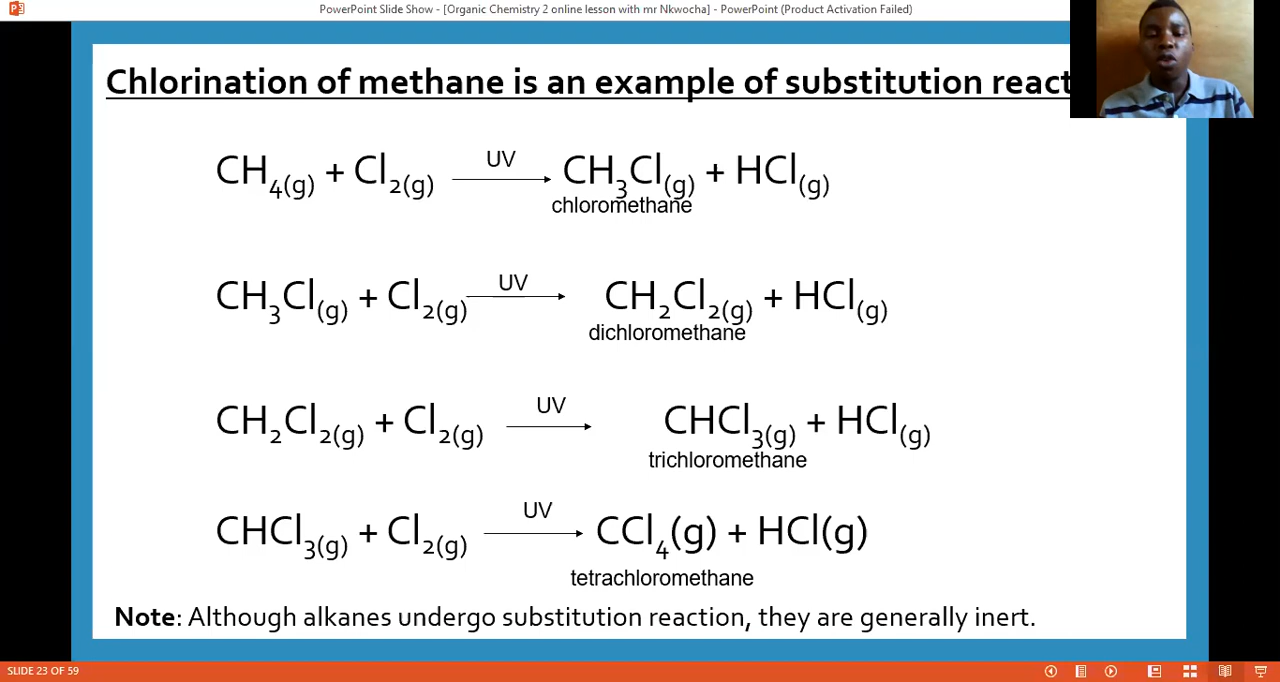 PowerPoint Slide Show - [Organic Chemistry 2 online lesson with mr Nkwocha] - PowerPoint (Product Activation Failed)
Chlorination of methane is an example of substitution react
CH₄(g) + Cl₂(g) UV CH₃Cl(g) + HCl(g)
chloromethane
CH₃Cl(g) + Cl₂(g) UV CH₂Cl₂(g) + HCl(g)
dichloromethane
CH₂Cl₂(g) + Cl₂(g) UV CHCl₃(g) + HCl(g)
trichloromethane
CHCl₃(g) + Cl₂(g) UV CCl₄(g) + HCl(g)
tetrachloromethane
Note: Although alkanes undergo substitution reaction, they are generally inert.
SLIDE 23 OF 59